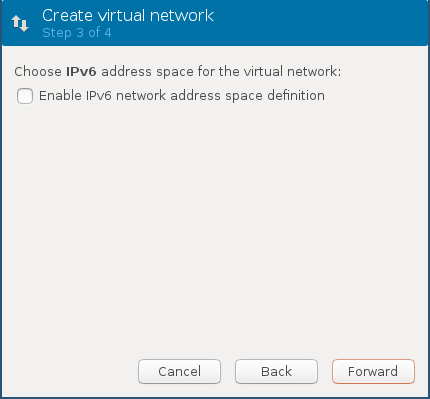 Create virtual network
Step 3 of 4
Choose IPv6 address space for the virtual network:
Enable IPv6 network address space definition
Cancel
Back
Forward